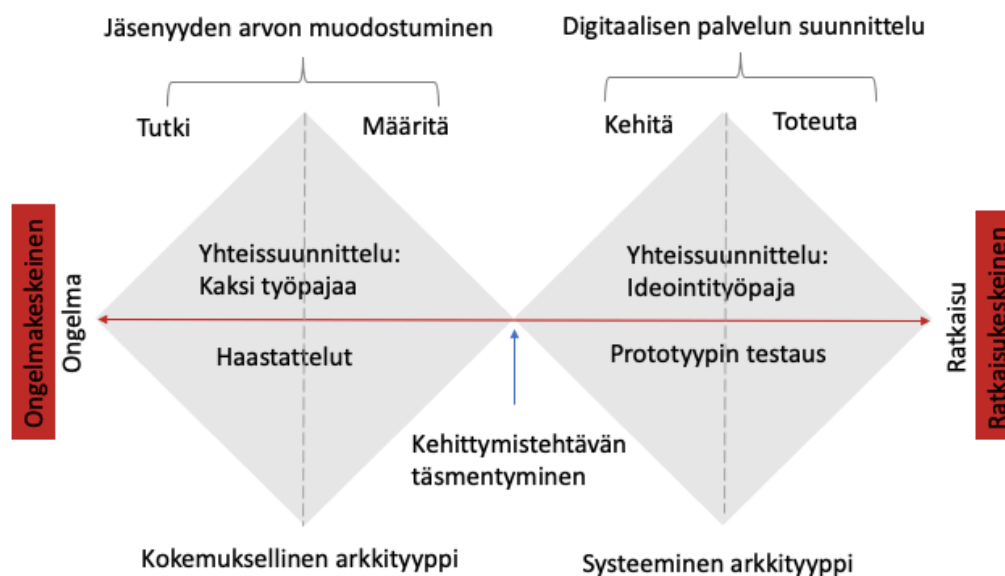 Jäsenyyden arvon muodostuminen
Digitaalisen palvelun suunnittelu
Tutki
Määritä
Kehitä
Toteuta
Ongelmakeskeinen
Ongelma
Yhteissuunnittelu:
Kaksi työpajaa
Haastattelut
Yhteissuunnittelu:
Ideointityöpaja
Prototyypin testaus
Ratkaisu
Ratkaisukeskeinen
Kehittymistehtävän
täsmentyminen
Kokemuksellinen arkkityyppi
Systeeminen arkkityyppi